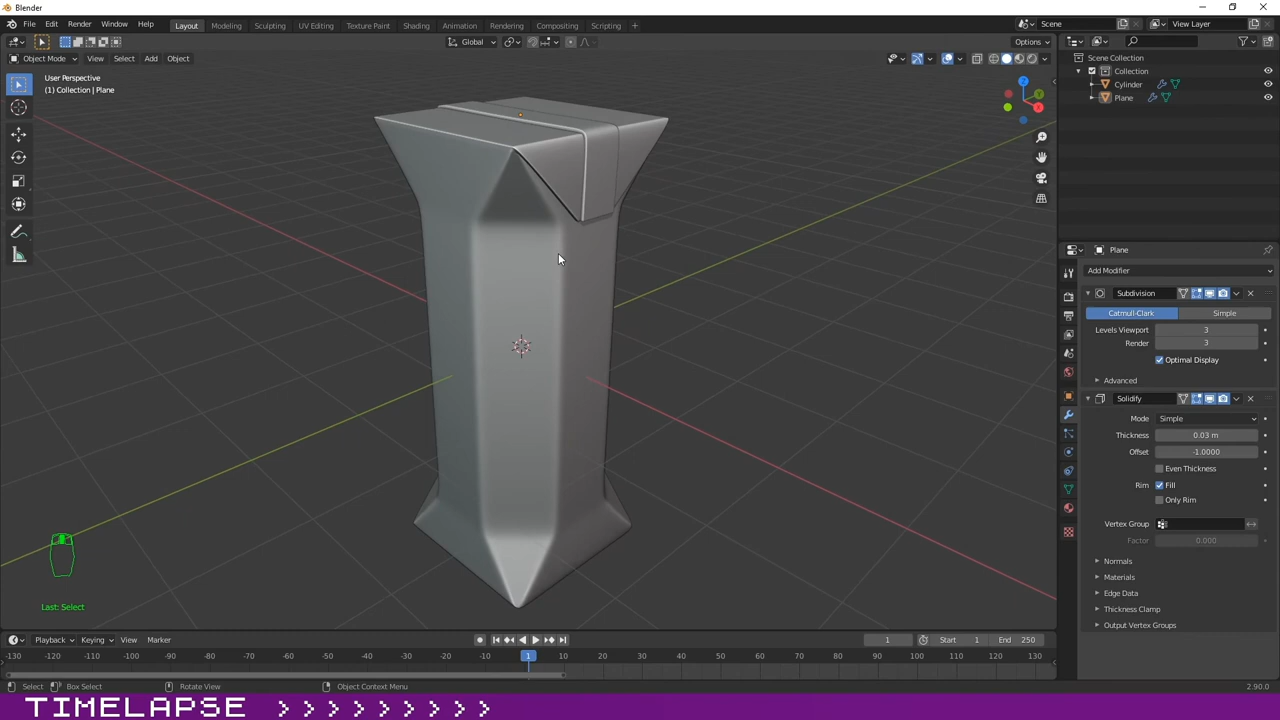 Blender
File Edit Render Window Help Layout Modeling Sculpting UV Editing Texture Paint Shading Animation Rendering Compositing Scripting + Scene View Layer
Global Options
Object Mode View Select Add Object
User Perspective
(1) Collection | Plane
Z
Y
X
Scene Collection
Collection
Cylinder
Plane
Plane
Add Modifier
Subdivision
Catmull-Clark Simple
Levels Viewport 3
Render 3
Optimal Display
Advanced
Solidify
Mode Simple
Thickness 0.03 m
Offset -1.0000
Even Thickness
Rim Fill
Only Rim
Vertex Group
Factor 0.000
Normals
Materials
Edge Data
Thickness Clamp
Output Vertex Groups
Last: Select
Playback Keying View Marker 1 Start 1 End 250
-130 -120 -110 -100 -90 -80 -70 -60 -50 -40 -30 -20 -10 1 10 20 30 40 50 60 70 80 90 100 110 120 130
Select Box Select Rotate View Object Context Menu 2.90.0
TIMELAPSE > > > > > > > > >